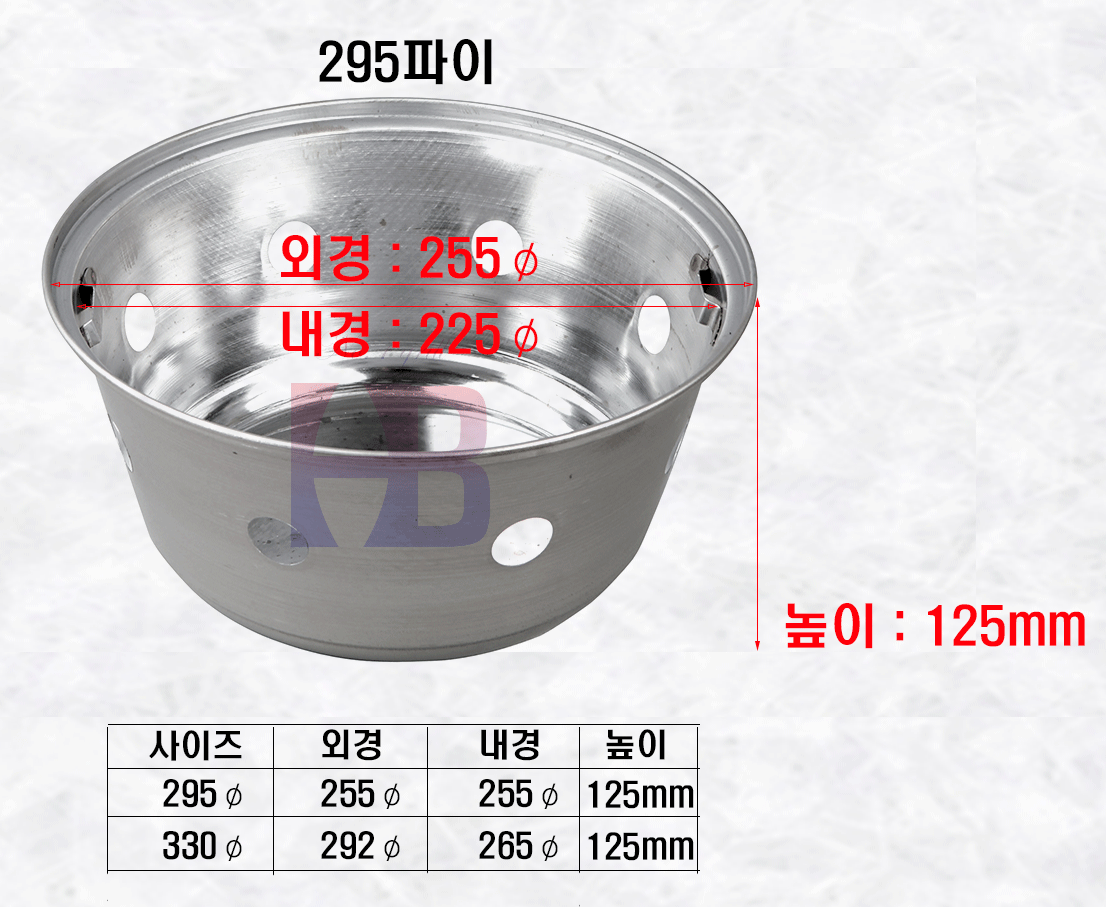 295파이
외경 : 255 ⌀
내경 : 225 ⌀
AB
높이 : 125mm
사이즈 외경 내경 높이
295 ⌀ 255 ⌀ 255 ⌀ 125mm
330 ⌀ 292 ⌀ 265 ⌀ 125mm